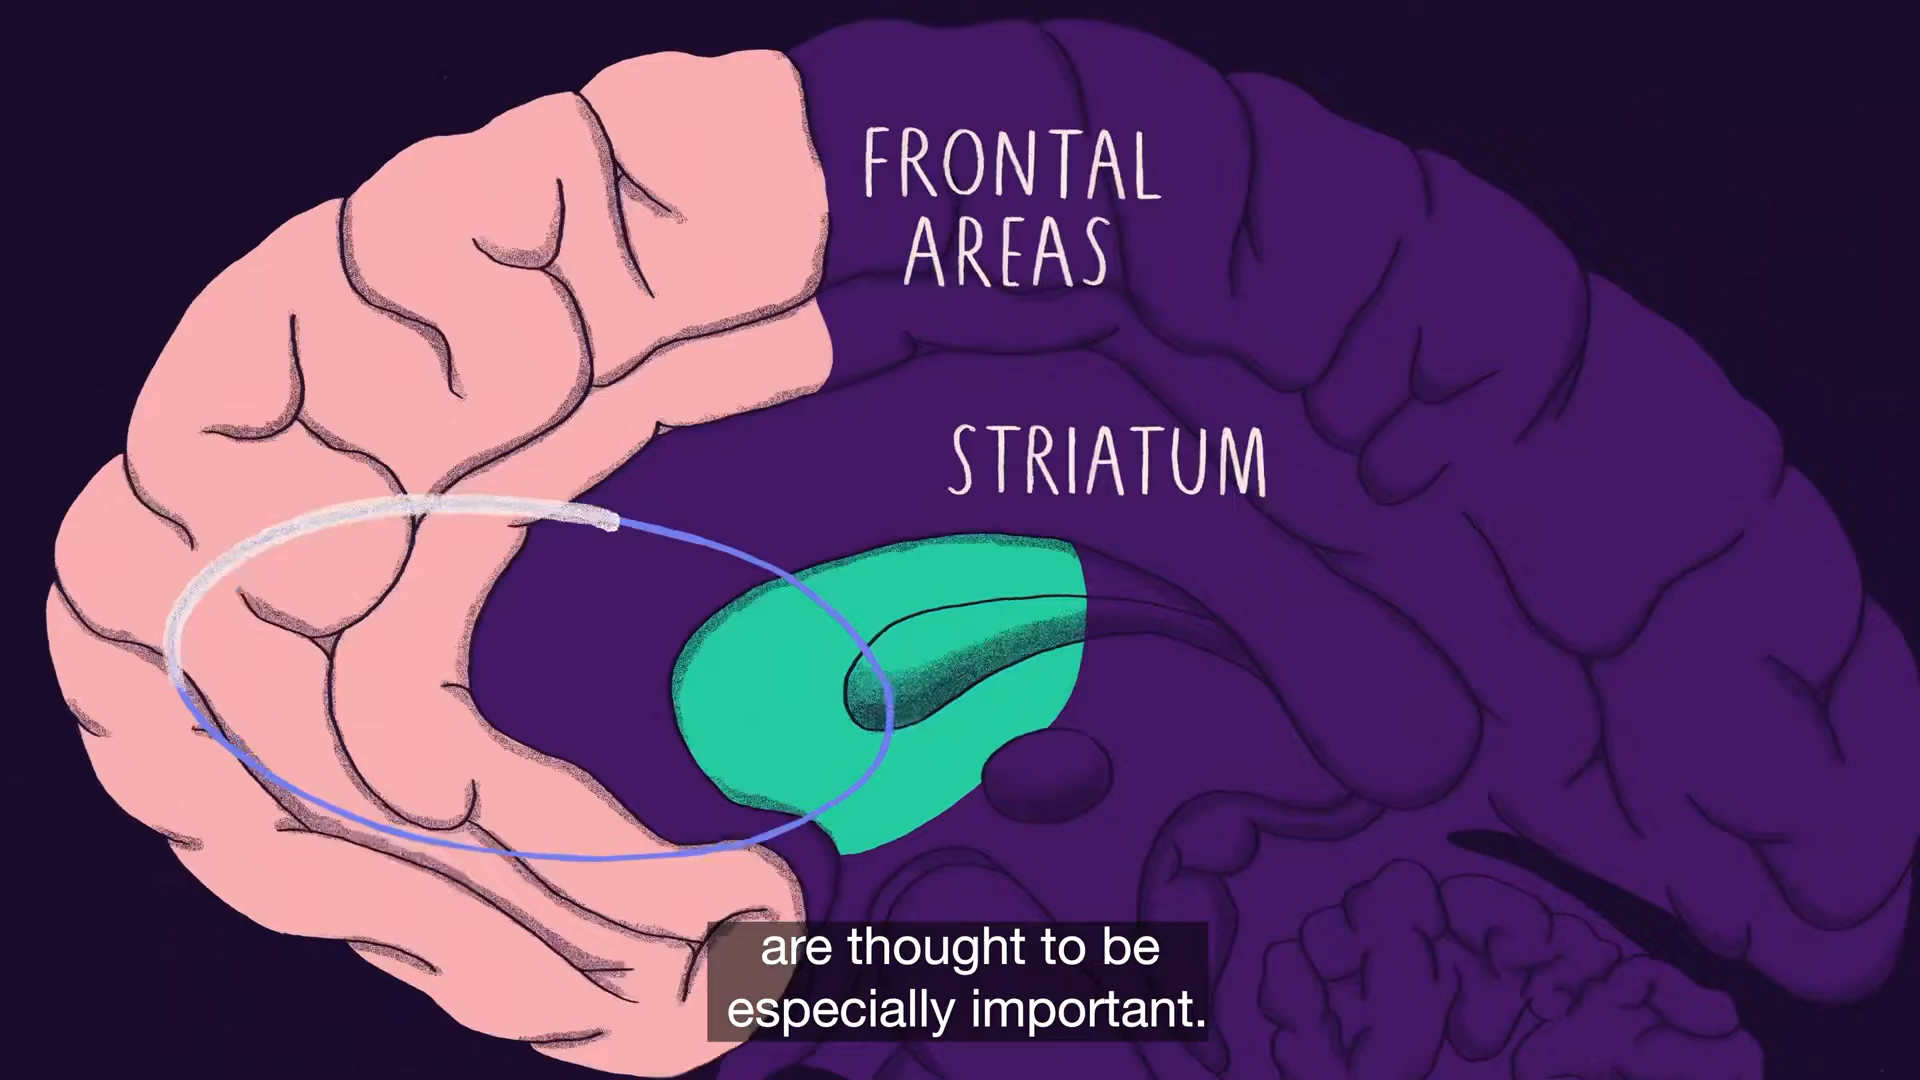 FRONTAL
AREAS
STRIATUM
are thought to be
especially important.